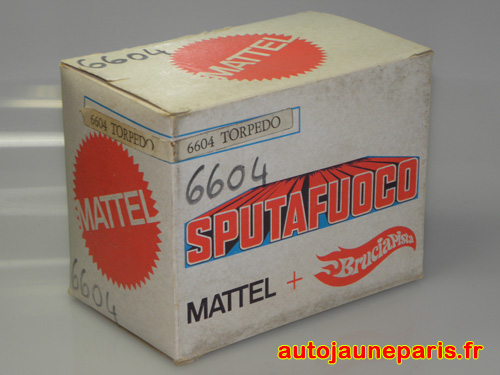 6604
MATTEL
6604 TORPEDO
6604 TORPEDO
6604
MATTEL
SPUTAFUOCO
6604
MATTEL + BruciaPista
autojauneparis.fr